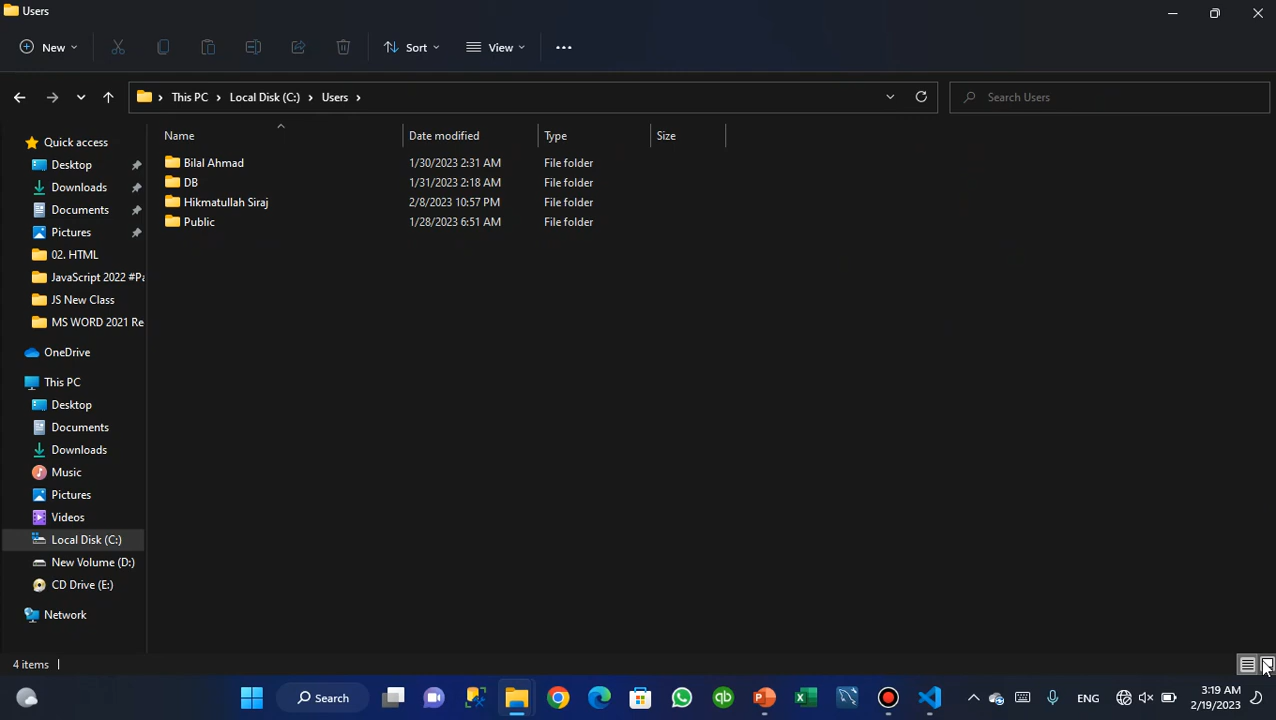 Users
New
Sort
View
This PC
Local Disk (C:)
Users
Search Users
Name
Date modified
Type
Size
Bilal Ahmad 1/30/2023 2:31 AM File folder
DB 1/31/2023 2:18 AM File folder
Hikmatullah Siraj 2/8/2023 10:57 PM File folder
Public 1/28/2023 6:51 AM File folder
Quick access
Desktop
Downloads
Documents
Pictures
02. HTML
JavaScript 2022 #Pa
JS New Class
MS WORD 2021 Re
OneDrive
This PC
Desktop
Documents
Downloads
Music
Pictures
Videos
Local Disk (C:)
New Volume (D:)
CD Drive (E:)
Network
4 items
Search
qb
ENG
3:19 AM
2/19/2023